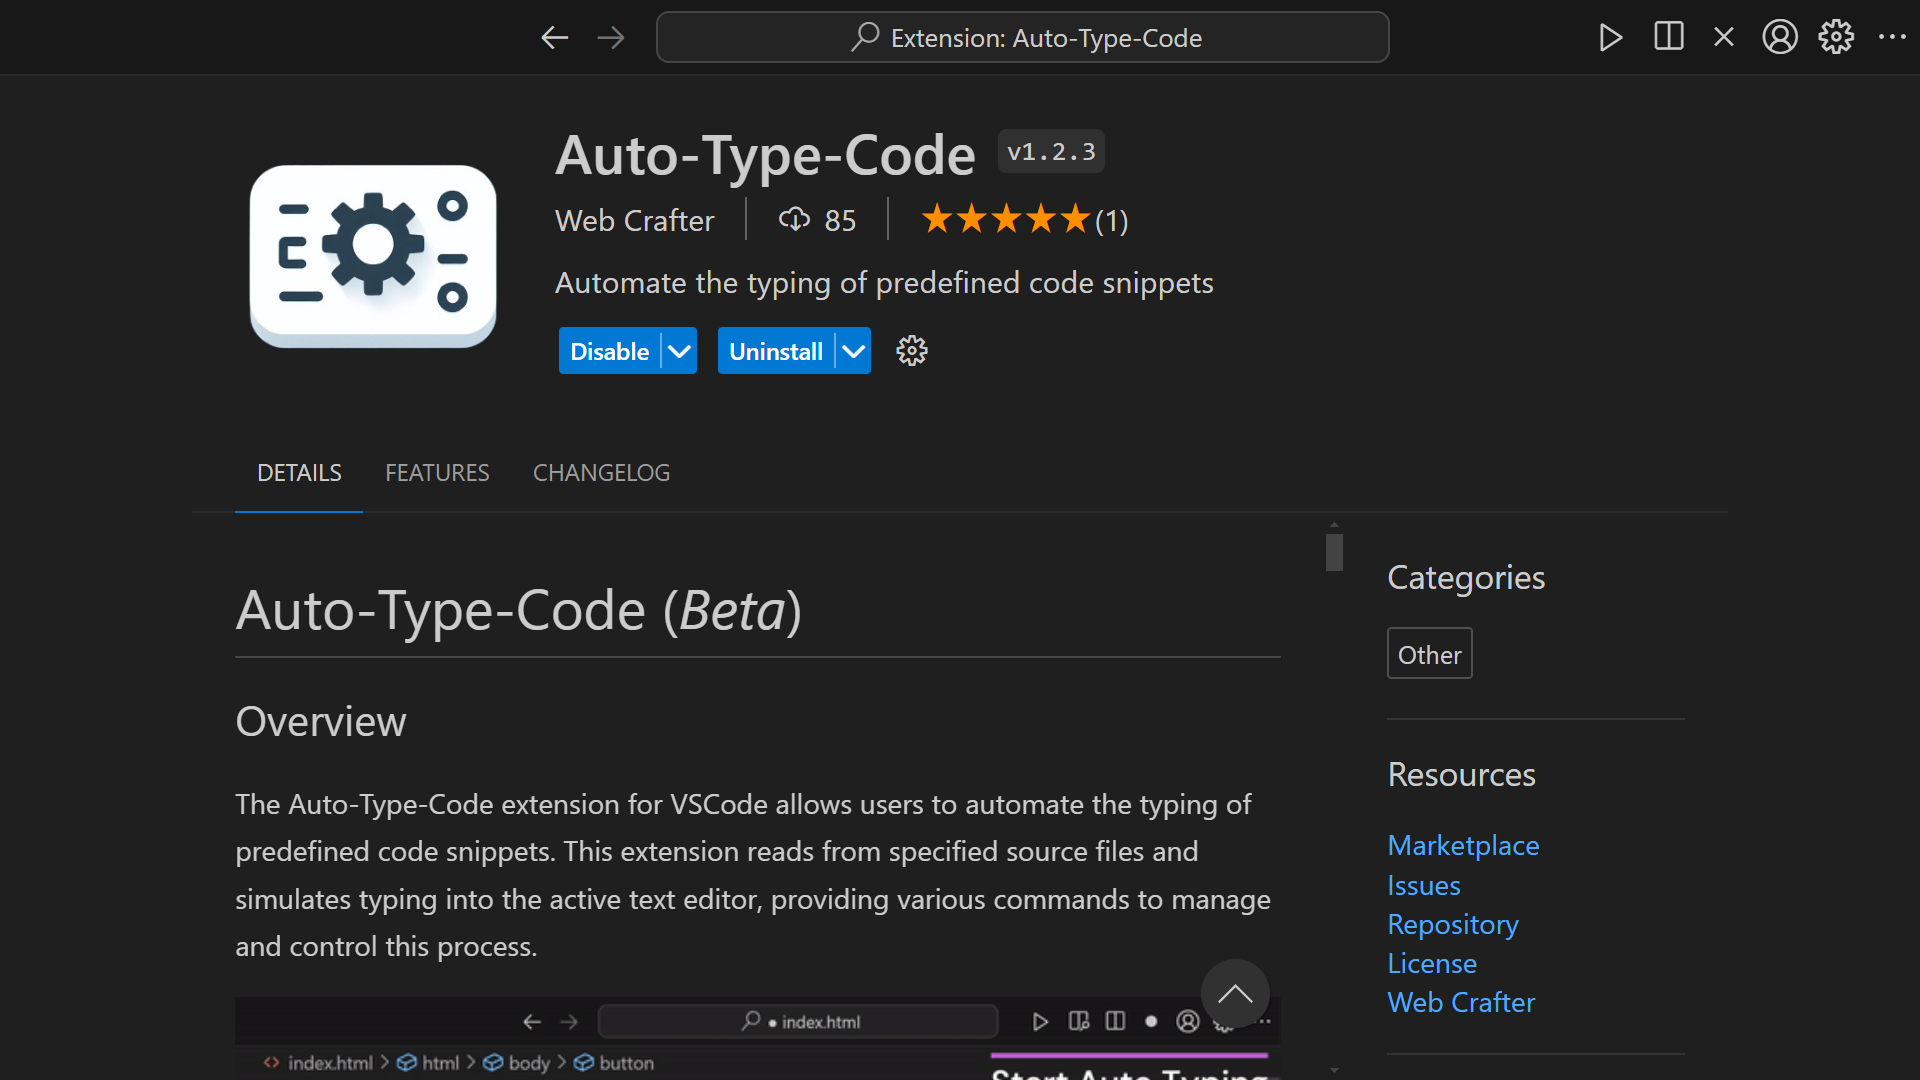 Extension: Auto-Type-Code
Auto-Type-Code v1.2.3
Web Crafter 85 (1)
Automate the typing of predefined code snippets
Disable Uninstall
DETAILS FEATURES CHANGELOG
Auto-Type-Code (Beta)
Overview
The Auto-Type-Code extension for VSCode allows users to automate the typing of
predefined code snippets. This extension reads from specified source files and
simulates typing into the active text editor, providing various commands to manage
and control this process.
index.html
index.html > html > body > button
Start Auto Typing
Categories
Other
Resources
Marketplace
Issues
Repository
License
Web Crafter